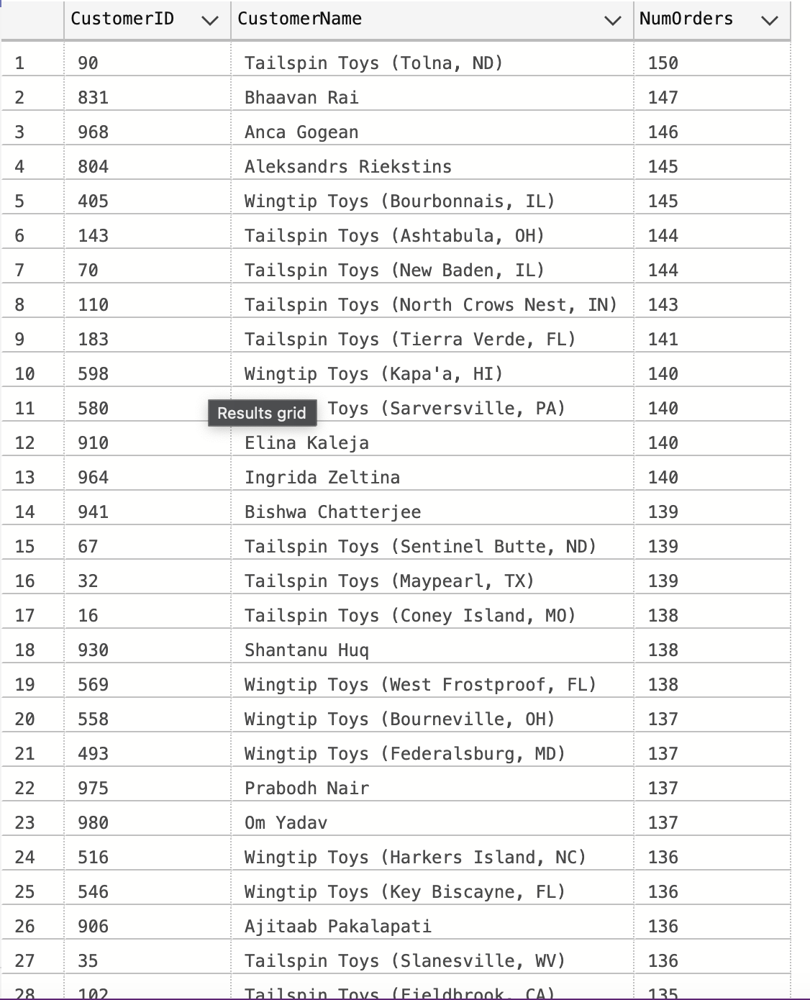 CustomerID CustomerName NumOrders
1 90 Tailspin Toys (Tolna, ND) 150
2 831 Bhaavan Rai 147
3 968 Anca Gogean 146
4 804 Aleksandrs Riekstins 145
5 405 Wingtip Toys (Bourbonnais, IL) 145
6 143 Tailspin Toys (Ashtabula, OH) 144
7 70 Tailspin Toys (New Baden, IL) 144
8 110 Tailspin Toys (North Crows Nest, IN) 143
9 183 Tailspin Toys (Tierra Verde, FL) 141
10 598 Wingtip Toys (Kapa'a, HI) 140
11 580 Results grid Toys (Sarversville, PA) 140
12 910 Elina Kaleja 140
13 964 Ingrida Zeltina 140
14 941 Bishwa Chatterjee 139
15 67 Tailspin Toys (Sentinel Butte, ND) 139
16 32 Tailspin Toys (Maypearl, TX) 139
17 16 Tailspin Toys (Coney Island, MO) 138
18 930 Shantanu Huq 138
19 569 Wingtip Toys (West Frostproof, FL) 138
20 558 Wingtip Toys (Bourneville, OH) 137
21 493 Wingtip Toys (Federalsburg, MD) 137
22 975 Prabodh Nair 137
23 980 Om Yadav 137
24 516 Wingtip Toys (Harkers Island, NC) 136
25 546 Wingtip Toys (Key Biscayne, FL) 136
26 906 Ajitaab Pakalapati 136
27 35 Tailspin Toys (Slanesville, WV) 136
28 102 Tailspin Toys (Fieldbrook, CA) 135